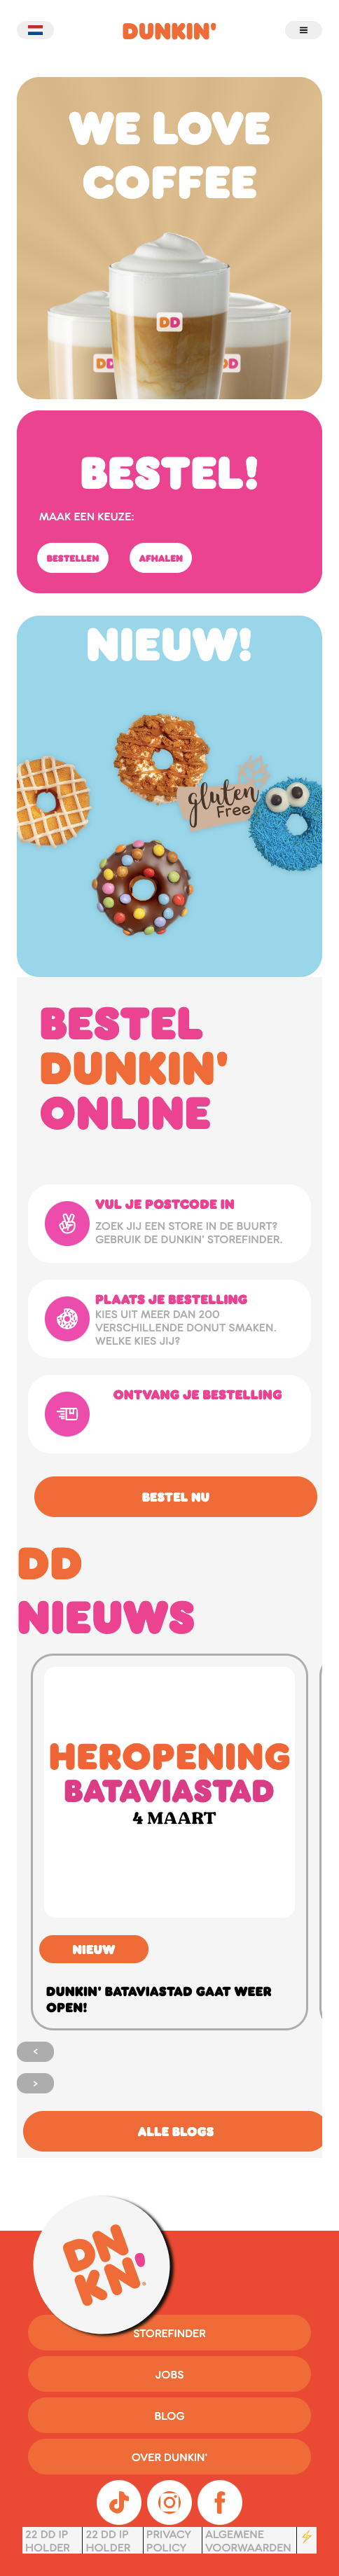 DUNKIN'
WE LOVE
COFFEE
DD
DD
DD
BESTEL!
MAAK EEN KEUZE:
BESTELLEN
AFHALEN
NIEUW!
gluten
Free
BESTEL
DUNKIN'
ONLINE
VUL JE POSTCODE IN
ZOEK JIJ EEN STORE IN DE BUURT?
GEBRUIK DE DUNKIN' STOREFINDER.
PLAATS JE BESTELLING
KIES UIT MEER DAN 200
VERSCHILLENDE DONUT SMAKEN.
WELKE KIES JIJ?
ONTVANG JE BESTELLING
BESTEL NU
DD
NIEUWS
HEROPENING
BATAVIASTAD
4 MAART
NIEUW
DUNKIN' BATAVIASTAD GAAT WEER
OPEN!
<
>
ALLE BLOGS
DN
KN'
STOREFINDER
JOBS
BLOG
OVER DUNKIN'
22 DD IP
HOLDER
22 DD IP
HOLDER
PRIVACY
POLICY
ALGEMENE
VOORWAARDEN